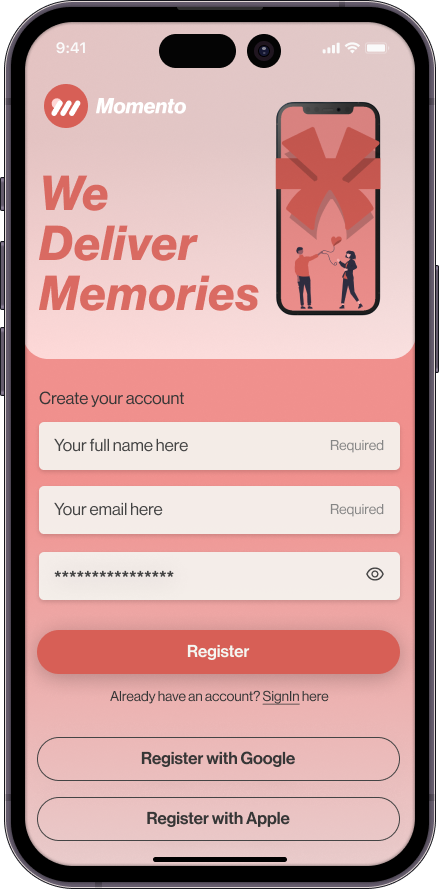 9:41
Momento
We
Deliver
Memories
Create your account
Your full name here Required
Your email here Required
****************
Register
Already have an account? SignIn here
Register with Google
Register with Apple